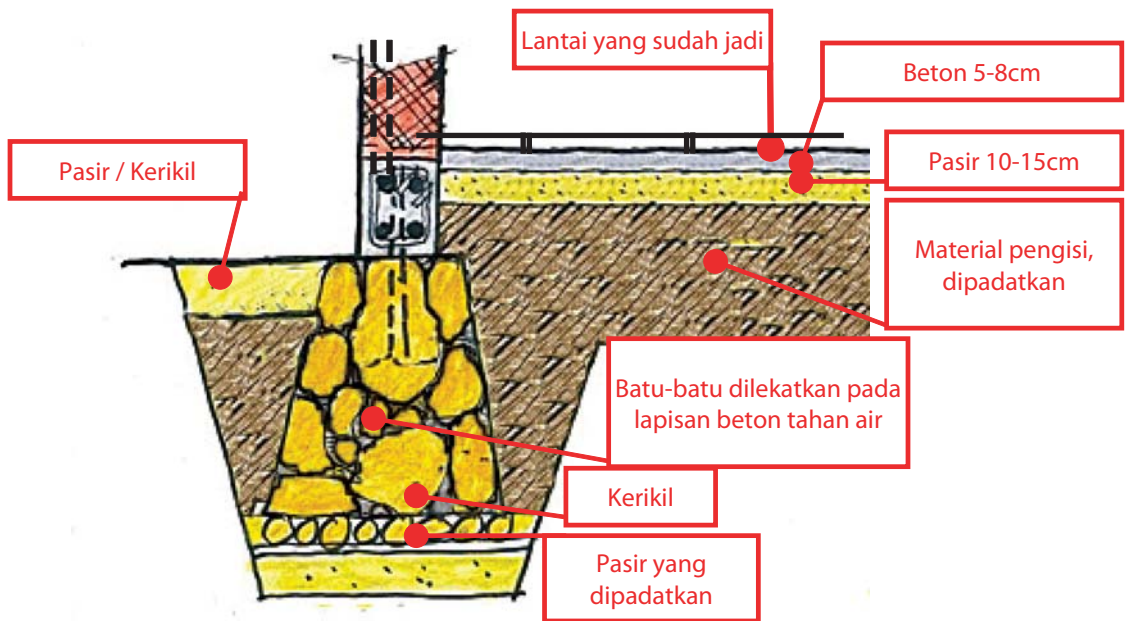 Lantai yang sudah jadi
Beton 5-8cm
Pasir / Kerikil
Pasir 10-15cm
Material pengisi,
dipadatkan
Batu-batu dilekatkan pada
lapisan beton tahan air
Kerikil
Pasir yang
dipadatkan